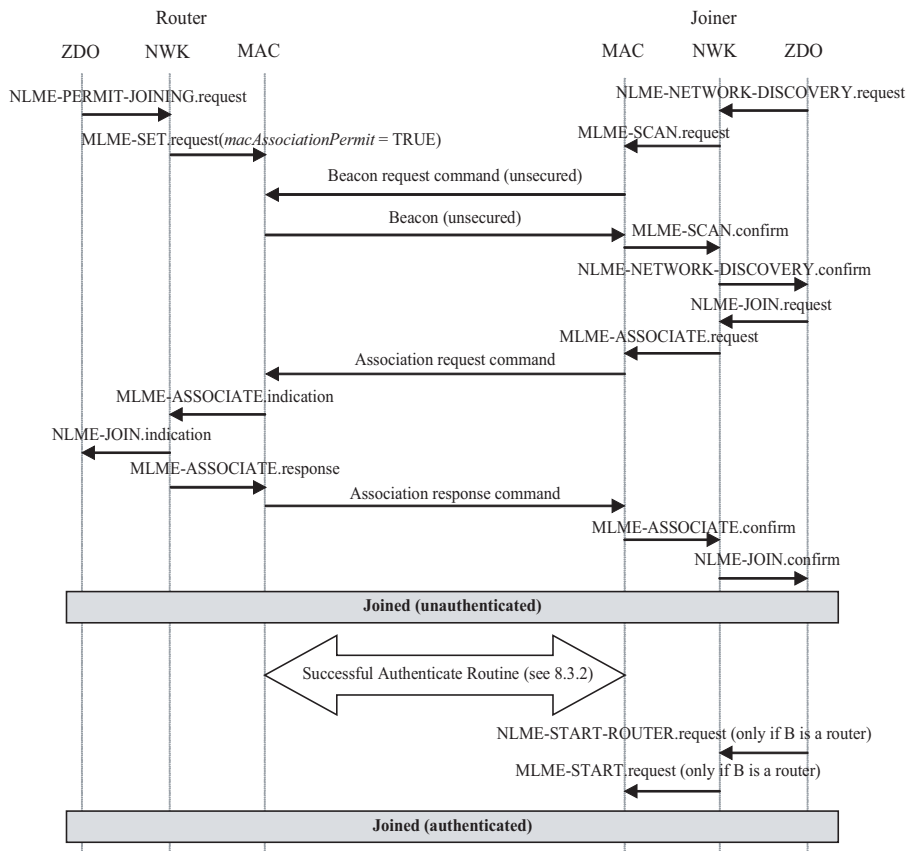 Router
Joiner
ZDO
NWK
MAC
MAC
NWK
ZDO
NLME-PERMIT-JOINING.request
NLME-NETWORK-DISCOVERY.request
MLME-SET.request(macAssociationPermit = TRUE)
MLME-SCAN.request
Beacon request command (unsecured)
Beacon (unsecured)
MLME-SCAN.confirm
NLME-NETWORK-DISCOVERY.confirm
NLME-JOIN.request
MLME-ASSOCIATE.request
Association request command
MLME-ASSOCIATE.indication
NLME-JOIN.indication
MLME-ASSOCIATE.response
Association response command
MLME-ASSOCIATE.confirm
NLME-JOIN.confirm
Joined (unauthenticated)
Successful Authenticate Routine (see 8.3.2)
NLME-START-ROUTER.request (only if B is a router)
MLME-START.request (only if B is a router)
Joined (authenticated)